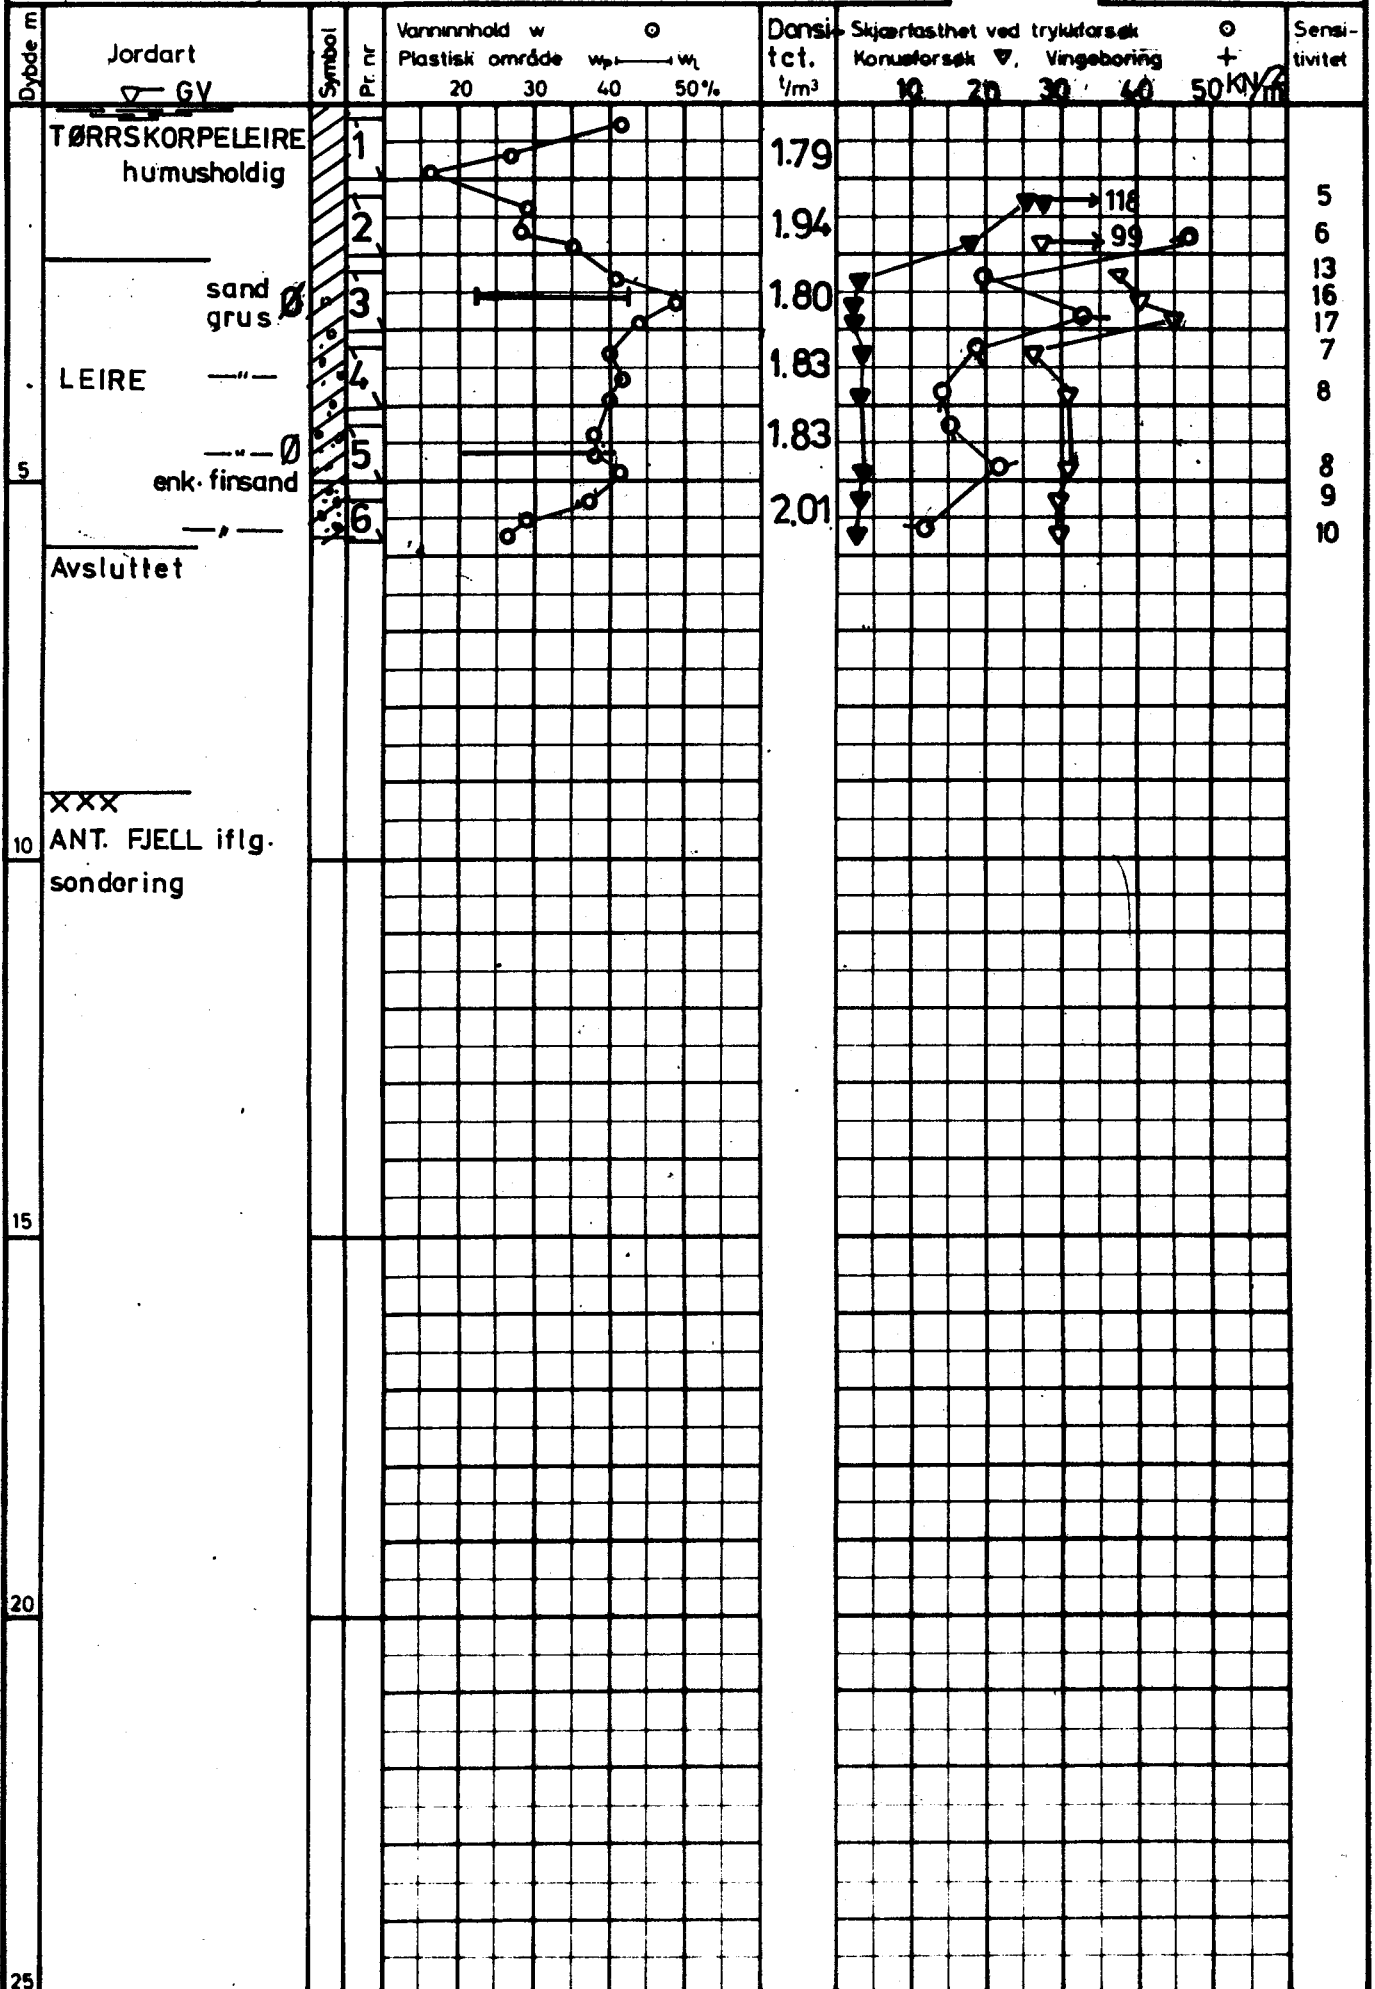 Dybde m
Jordart
GV
Symbol
Pr. nr
Vanninnhold w
Plastisk område wp wL
20 30 40 50%
Densi-
tet.
t/m³
Skjærfasthet ved trykkforsøk
Konusforsøk ▼, Vingeboring +
10 20 30 40 50 KN/m²
Sensi-
tivitet
TØRRSKORPELEIRE
humusholdig
1
1.79
118
5
2
1.94
99
6
sand Ø
grus
3
1.80
13
16
17
LEIRE —"—
4
1.83
7
8
—"— Ø
5
5
1.83
8
enk. finsand
9
—"—
6
2.01
10
Avsluttet
xxx
10
ANT. FJELL iflg.
sondering
15
20
25